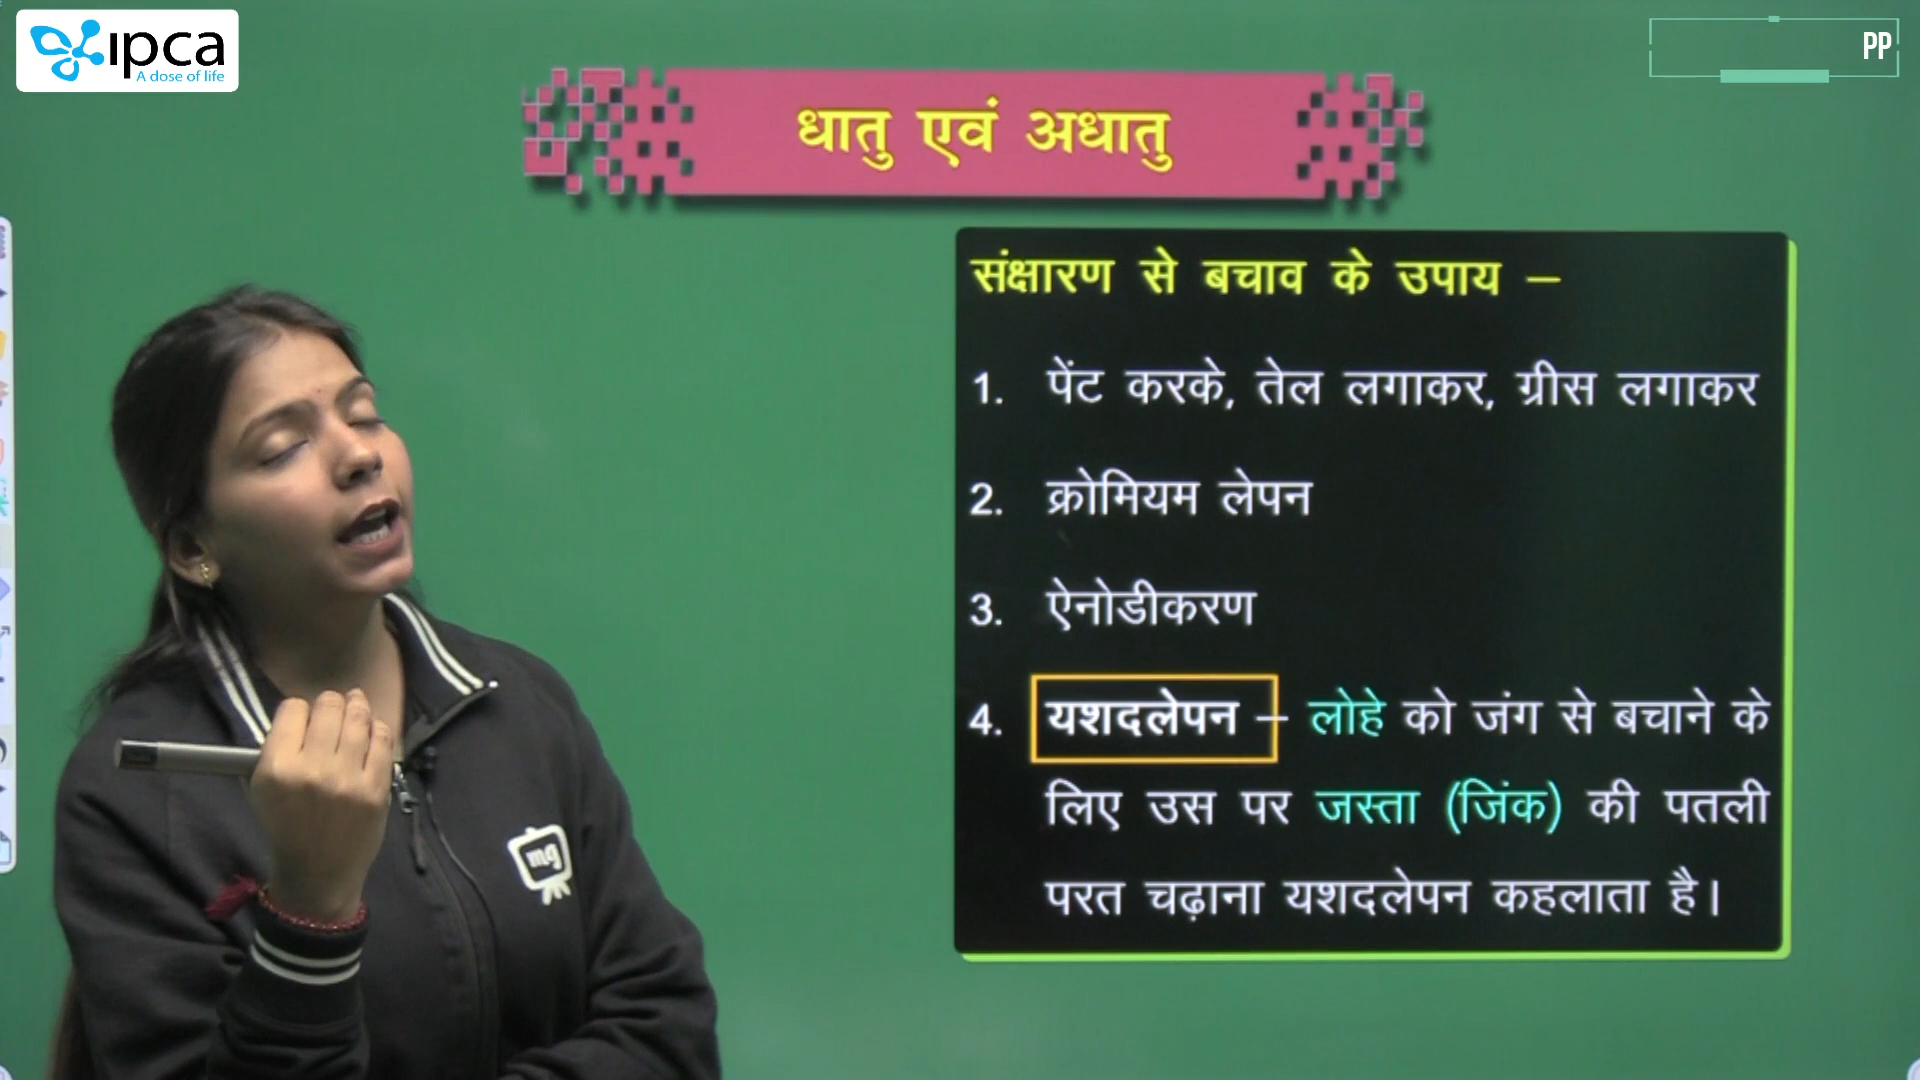 ipca
A dose of life
PP
धातु एवं अधातु
संक्षारण से बचाव के उपाय –
1. पेंट करके, तेल लगाकर, ग्रीस लगाकर
2. क्रोमियम लेपन
3. ऐनोडीकरण
4. यशदलेपन – लोहे को जंग से बचाने के
लिए उस पर जस्ता (जिंक) की पतली
परत चढ़ाना यशदलेपन कहलाता है।
mg